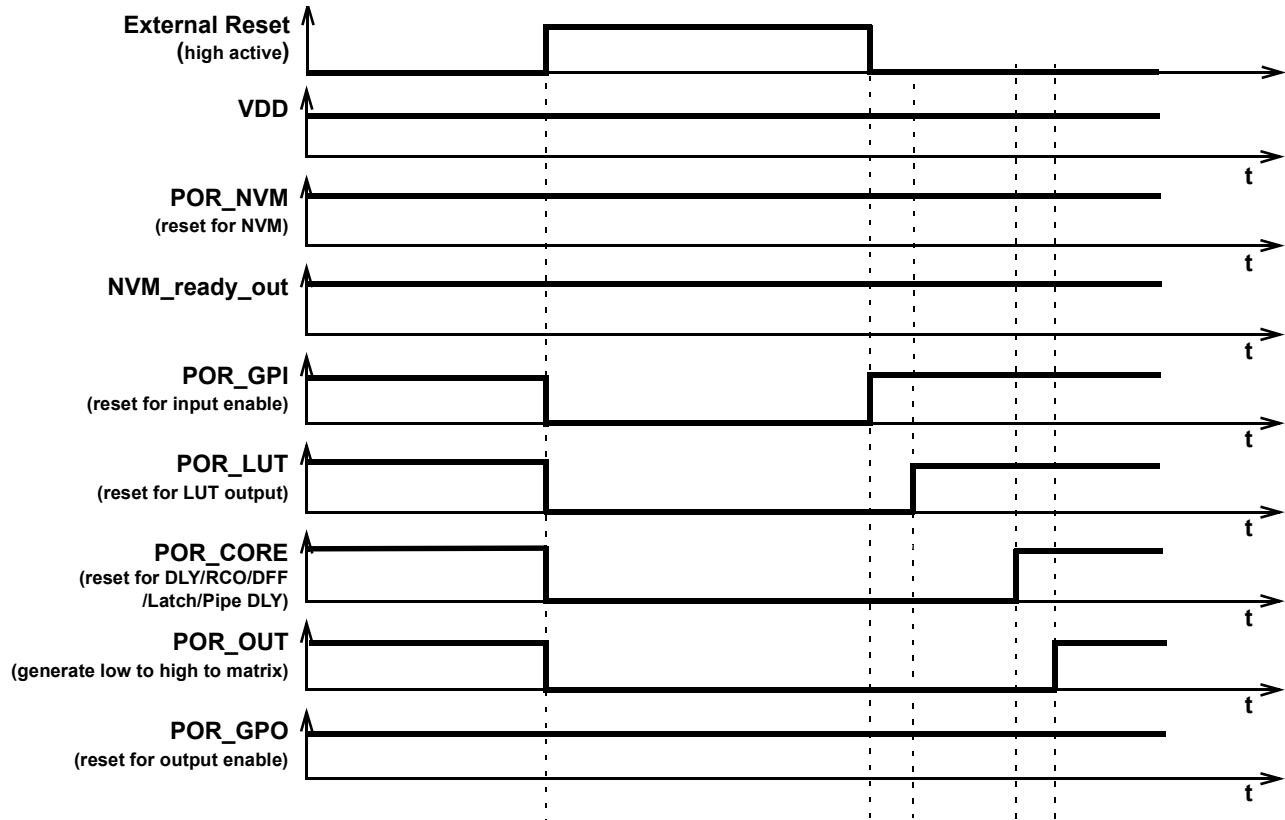 External Reset
(high active)
VDD
t
POR_NVM
(reset for NVM)
t
NVM_ready_out
t
POR_GPI
(reset for input enable)
t
POR_LUT
(reset for LUT output)
t
POR_CORE
(reset for DLY/RCO/DFF
/Latch/Pipe DLY)
t
POR_OUT
(generate low to high to matrix)
t
POR_GPO
(reset for output enable)
t